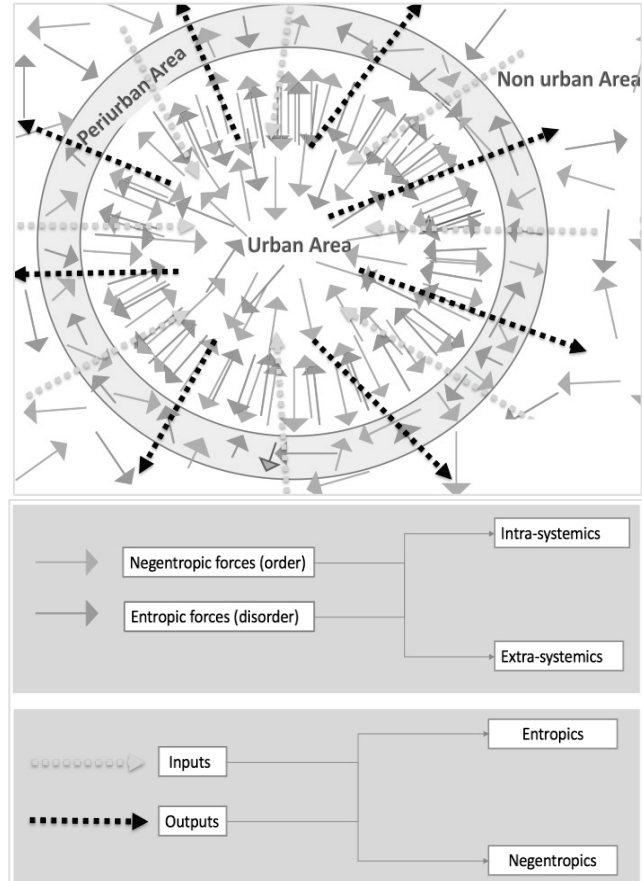 Periurban Area
Non urban Area
Urban Area
Negentropic forces (order)
Entropic forces (disorder)
Intra-systemics
Extra-systemics
Inputs
Outputs
Entropics
Negentropics